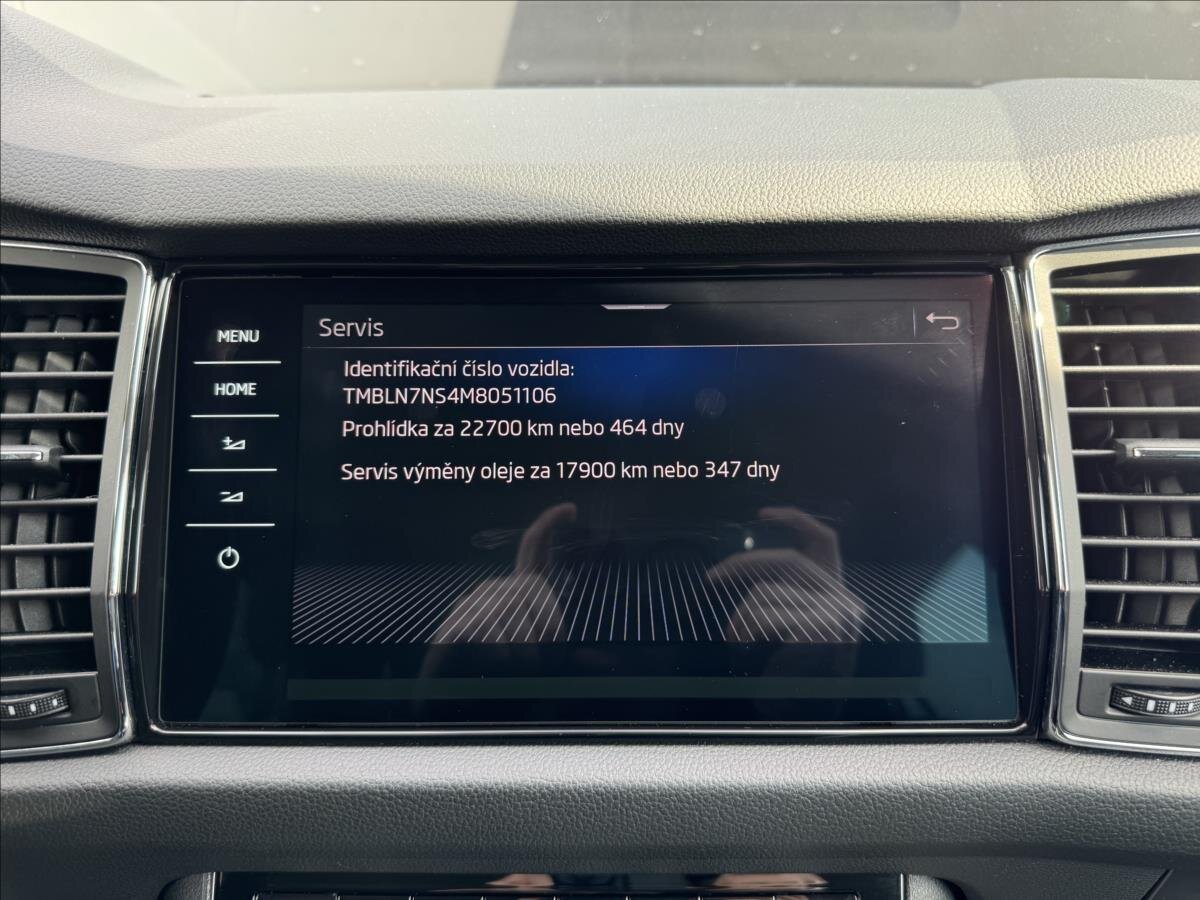 MENU
HOME
Servis
Identifikační číslo vozidla:
TMBLN7NS4M8051106
Prohlídka za 22700 km nebo 464 dny
Servis výměny oleje za 17900 km nebo 347 dny